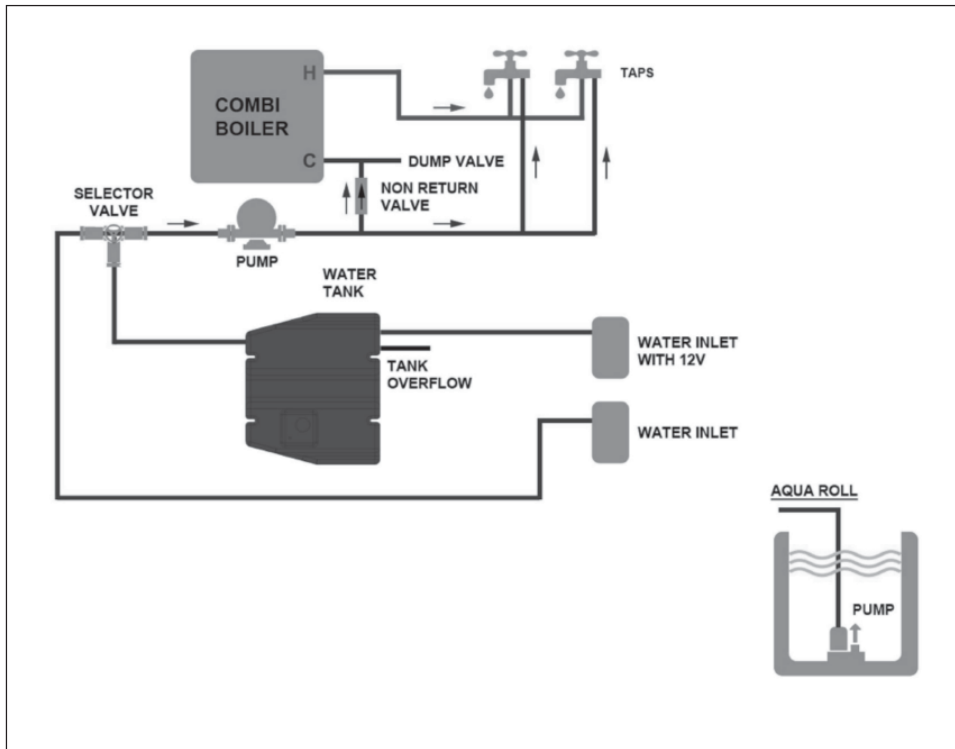 TAPS
H
COMBI
BOILER
C
DUMP VALVE
NON RETURN
VALVE
SELECTOR
VALVE
PUMP
WATER
TANK
WATER INLET
WITH 12V
TANK
OVERFLOW
WATER INLET
AQUA ROLL
PUMP